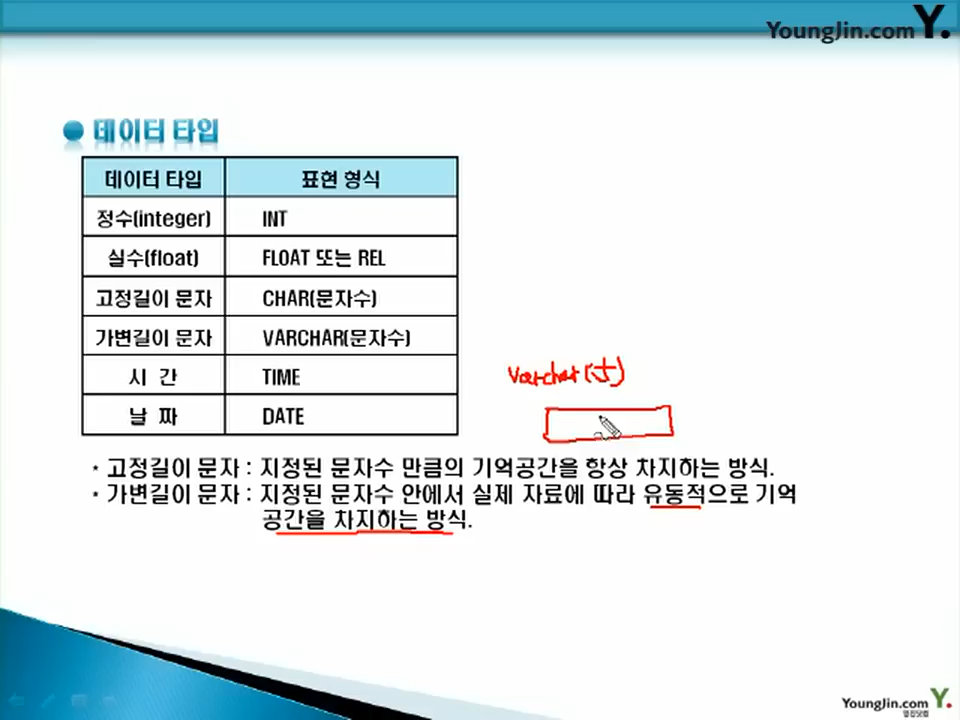 YoungJin.com Y.
데이터 타입
데이터 타입 표현 형식
정수(integer) INT
실수(float) FLOAT 또는 REL
고정길이 문자 CHAR(문자수)
가변길이 문자 VARCHAR(문자수)
시 간 TIME
날 짜 DATE
varchar(
* 고정길이 문자 : 지정된 문자수 만큼의 기억공간을 항상 차지하는 방식.
* 가변길이 문자 : 지정된 문자수 안에서 실제 자료에 따라 유동적으로 기억
공간을 차지하는 방식.
YoungJin.com Y.
영진닷컴